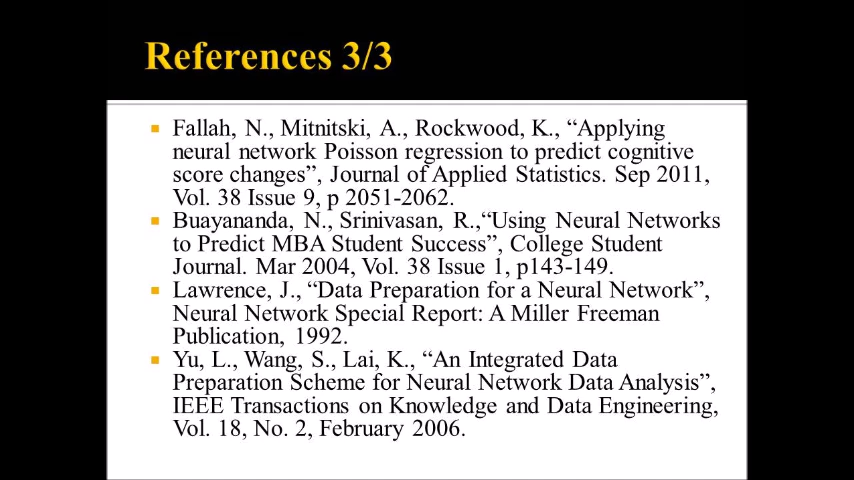 References 3/3
Fallah, N., Mitnitski, A., Rockwood, K., “Applying
neural network Poisson regression to predict cognitive
score changes”, Journal of Applied Statistics. Sep 2011,
Vol. 38 Issue 9, p 2051-2062.
Buayananda, N., Srinivasan, R.,“Using Neural Networks
to Predict MBA Student Success”, College Student
Journal. Mar 2004, Vol. 38 Issue 1, p143-149.
Lawrence, J., “Data Preparation for a Neural Network”,
Neural Network Special Report: A Miller Freeman
Publication, 1992.
Yu, L., Wang, S., Lai, K., “An Integrated Data
Preparation Scheme for Neural Network Data Analysis”,
IEEE Transactions on Knowledge and Data Engineering,
Vol. 18, No. 2, February 2006.